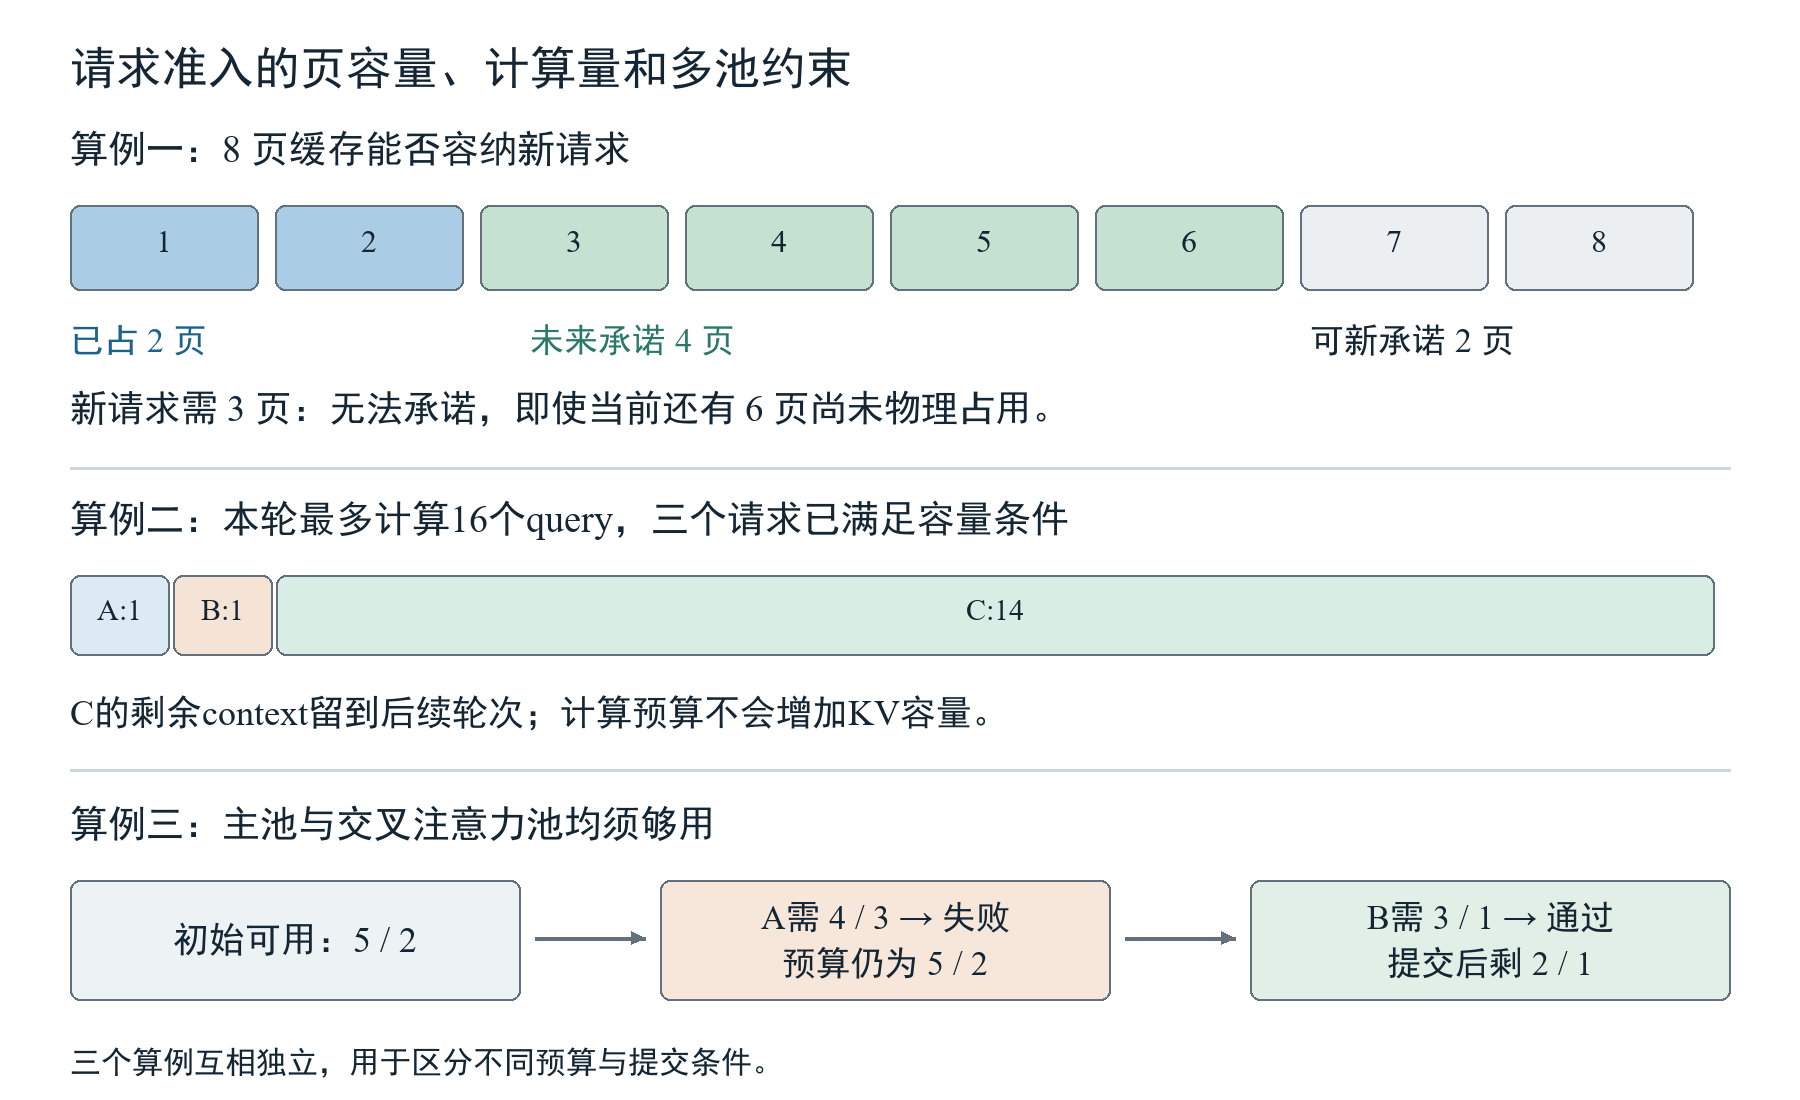 请求准入的页容量、计算量和多池约束
算例一：8 页缓存能否容纳新请求
1 2 3 4 5 6 7 8
已占 2 页 未来承诺 4 页 可新承诺 2 页
新请求需 3 页：无法承诺，即使当前还有 6 页尚未物理占用。
算例二：本轮最多计算16个query，三个请求已满足容量条件
A:1 B:1 C:14
C的剩余context留到后续轮次；计算预算不会增加KV容量。
算例三：主池与交叉注意力池均须够用
初始可用：5 / 2
A需 4 / 3 → 失败
预算仍为 5 / 2
B需 3 / 1 → 通过
提交后剩 2 / 1
三个算例互相独立，用于区分不同预算与提交条件。